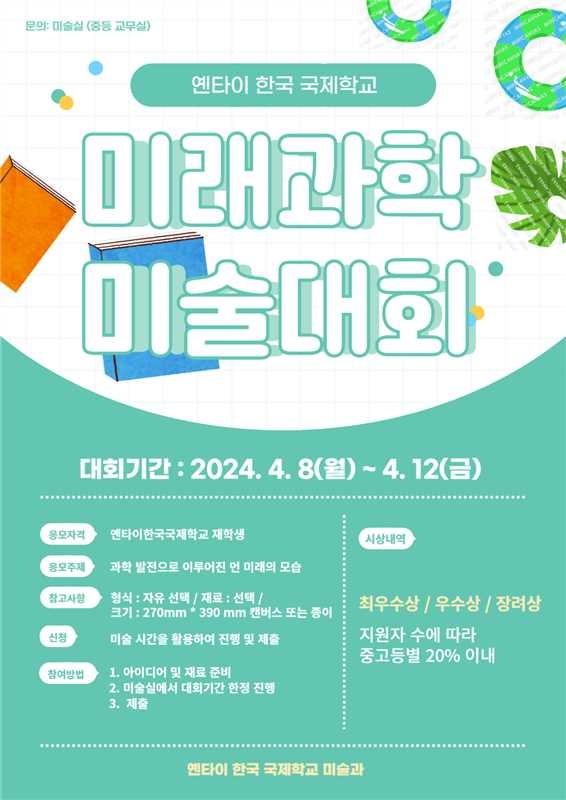 문의: 미술실 (중등 교무실)
옌타이 한국 국제학교
미래과학
미술대회
대회기간 : 2024. 4. 8(월) ~ 4. 12(금)
응모자격
옌타이한국국제학교 재학생
응모주제
과학 발전으로 이루어진 먼 미래의 모습
참고사항
형식 : 자유 선택 / 재료 : 선택 /
크기 : 270mm * 390 mm 캔버스 또는 종이
신청
미술 시간을 활용하여 진행 및 제출
참여방법
1. 아이디어 및 재료 준비
2. 미술실에서 대회기간 한정 진행
3. 제출
시상내역
최우수상 / 우수상 / 장려상
지원자 수에 따라
중고등별 20% 이내
옌타이 한국 국제학교 미술과